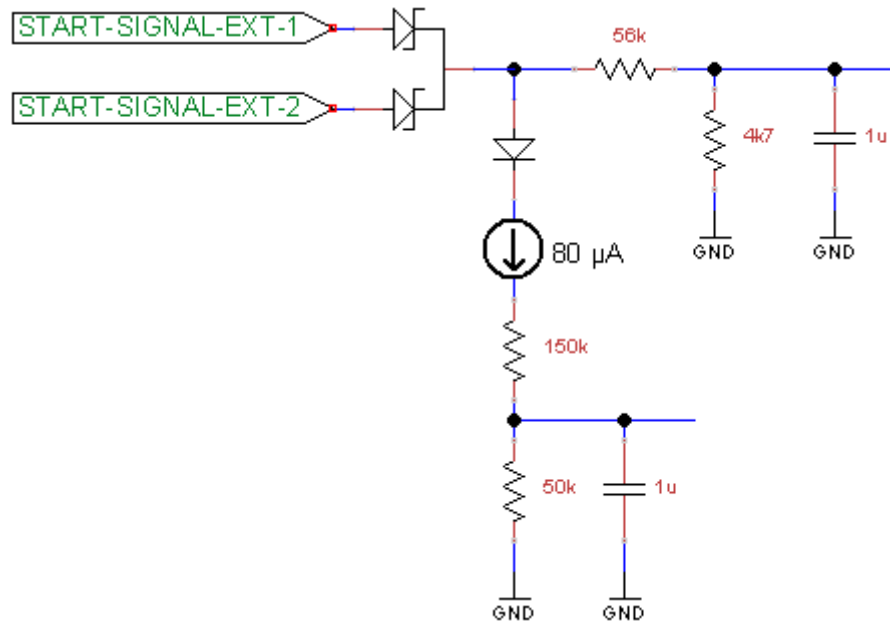 START-SIGNAL-EXT-1
56k
START-SIGNAL-EXT-2
4k7
1u
GND
GND
80 µA
150k
50k
1u
GND
GND